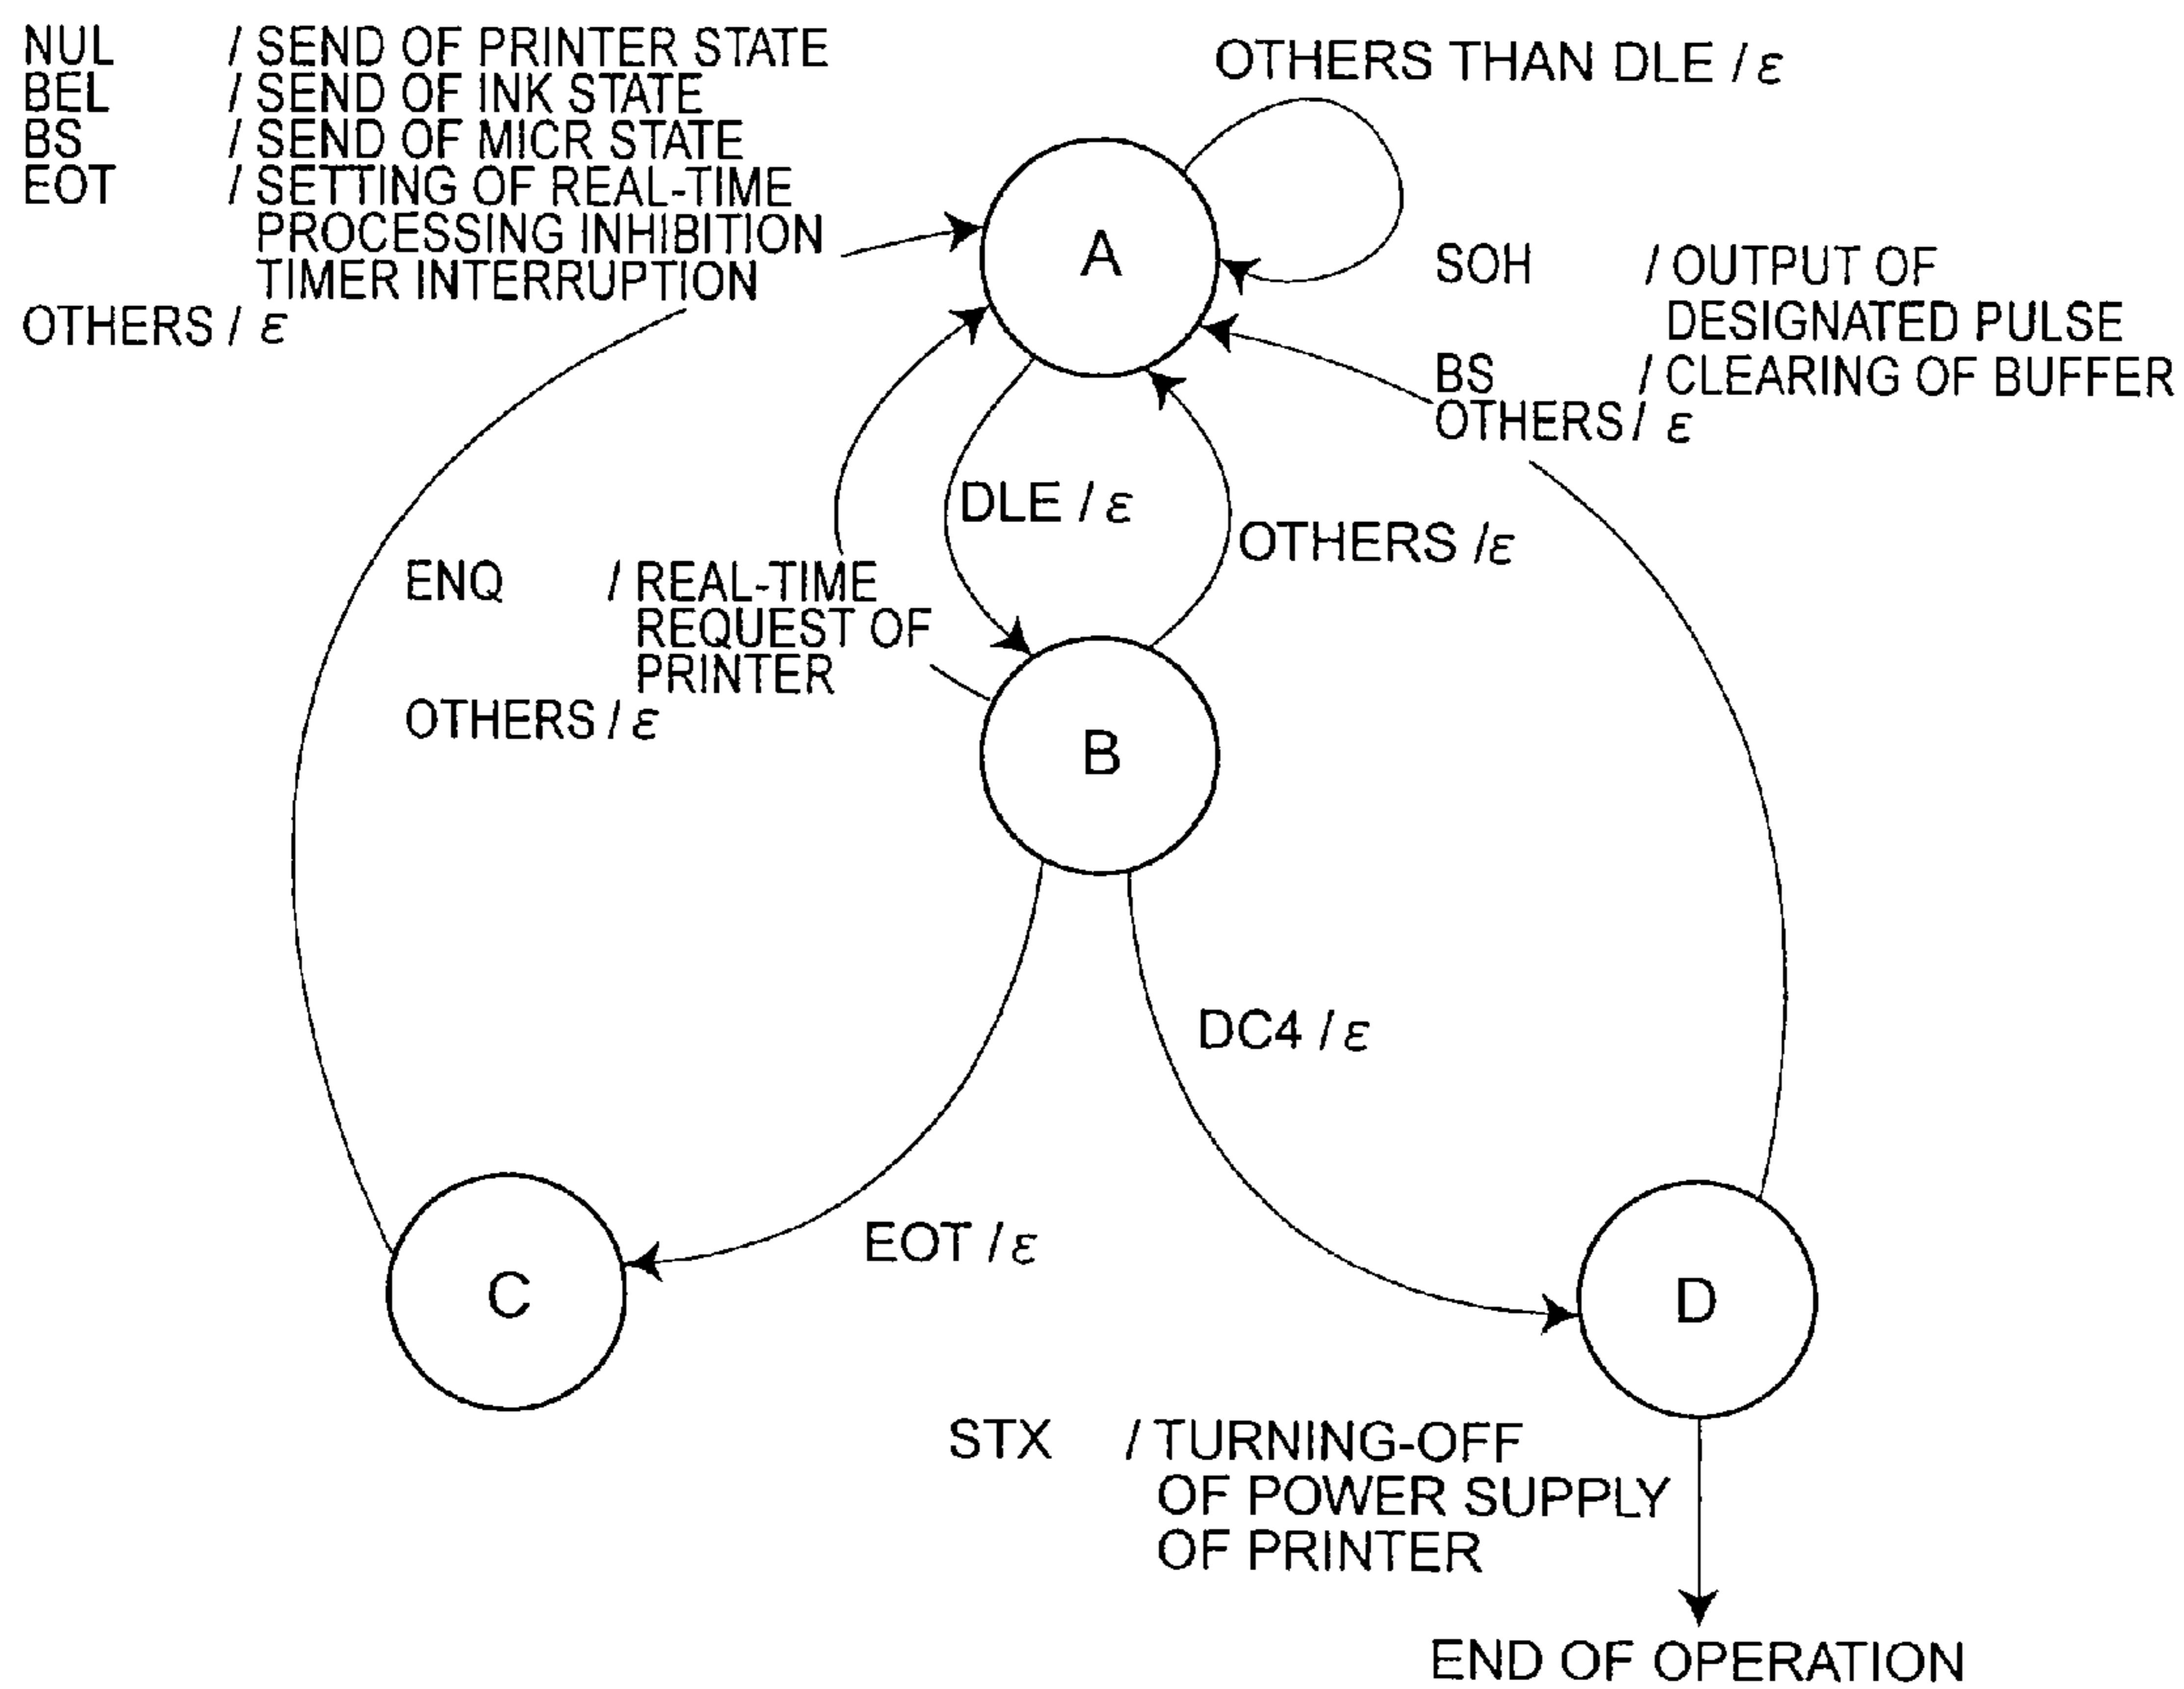 NUL / SEND OF PRINTER STATE
BEL / SEND OF INK STATE
BS / SEND OF MICR STATE
EOT / SETTING OF REAL-TIME
PROCESSING INHIBITION
TIMER INTERRUPTION
OTHERS / ε
OTHERS THAN DLE / ε
A
SOH / OUTPUT OF
DESIGNATED PULSE
BS / CLEARING OF BUFFER
OTHERS / ε
DLE / ε
OTHERS /ε
ENQ / REAL-TIME
REQUEST OF
PRINTER
OTHERS / ε
B
DC4 / ε
EOT / ε
C
D
STX / TURNING-OFF
OF POWER SUPPLY
OF PRINTER
END OF OPERATION